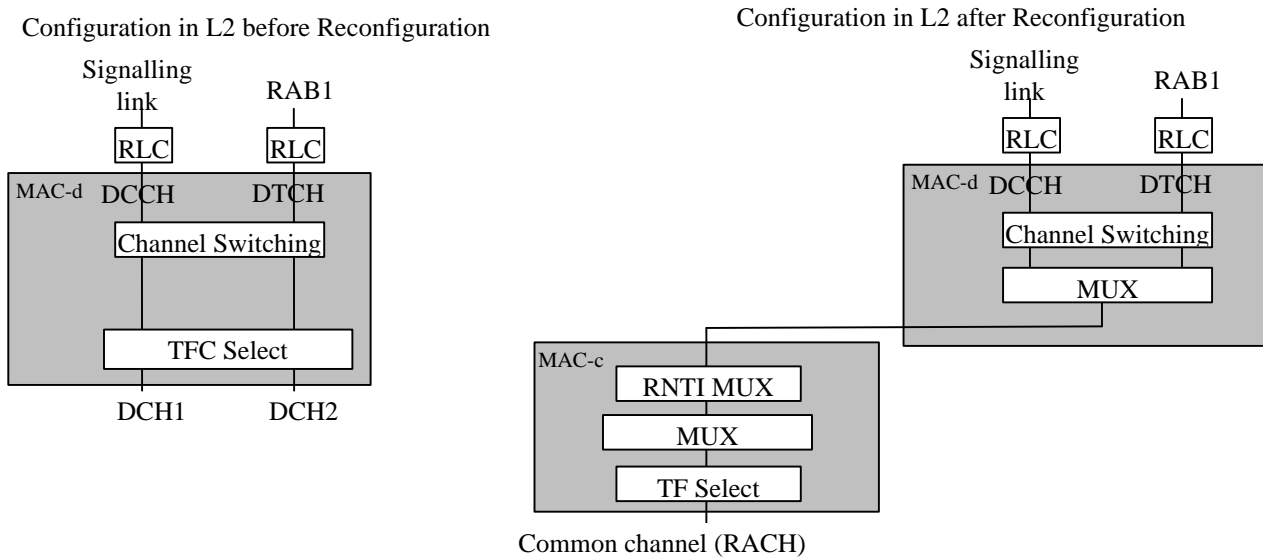 Configuration in L2 before Reconfiguration
Signalling
link
RAB1
RLC
RLC
MAC-d
DCCH
DTCH
Channel Switching
TFC Select
DCH1
DCH2
Configuration in L2 after Reconfiguration
Signalling
link
RAB1
RLC
RLC
MAC-d
DCCH
DTCH
Channel Switching
MUX
MAC-c
RNTI MUX
MUX
TF Select
Common channel (RACH)